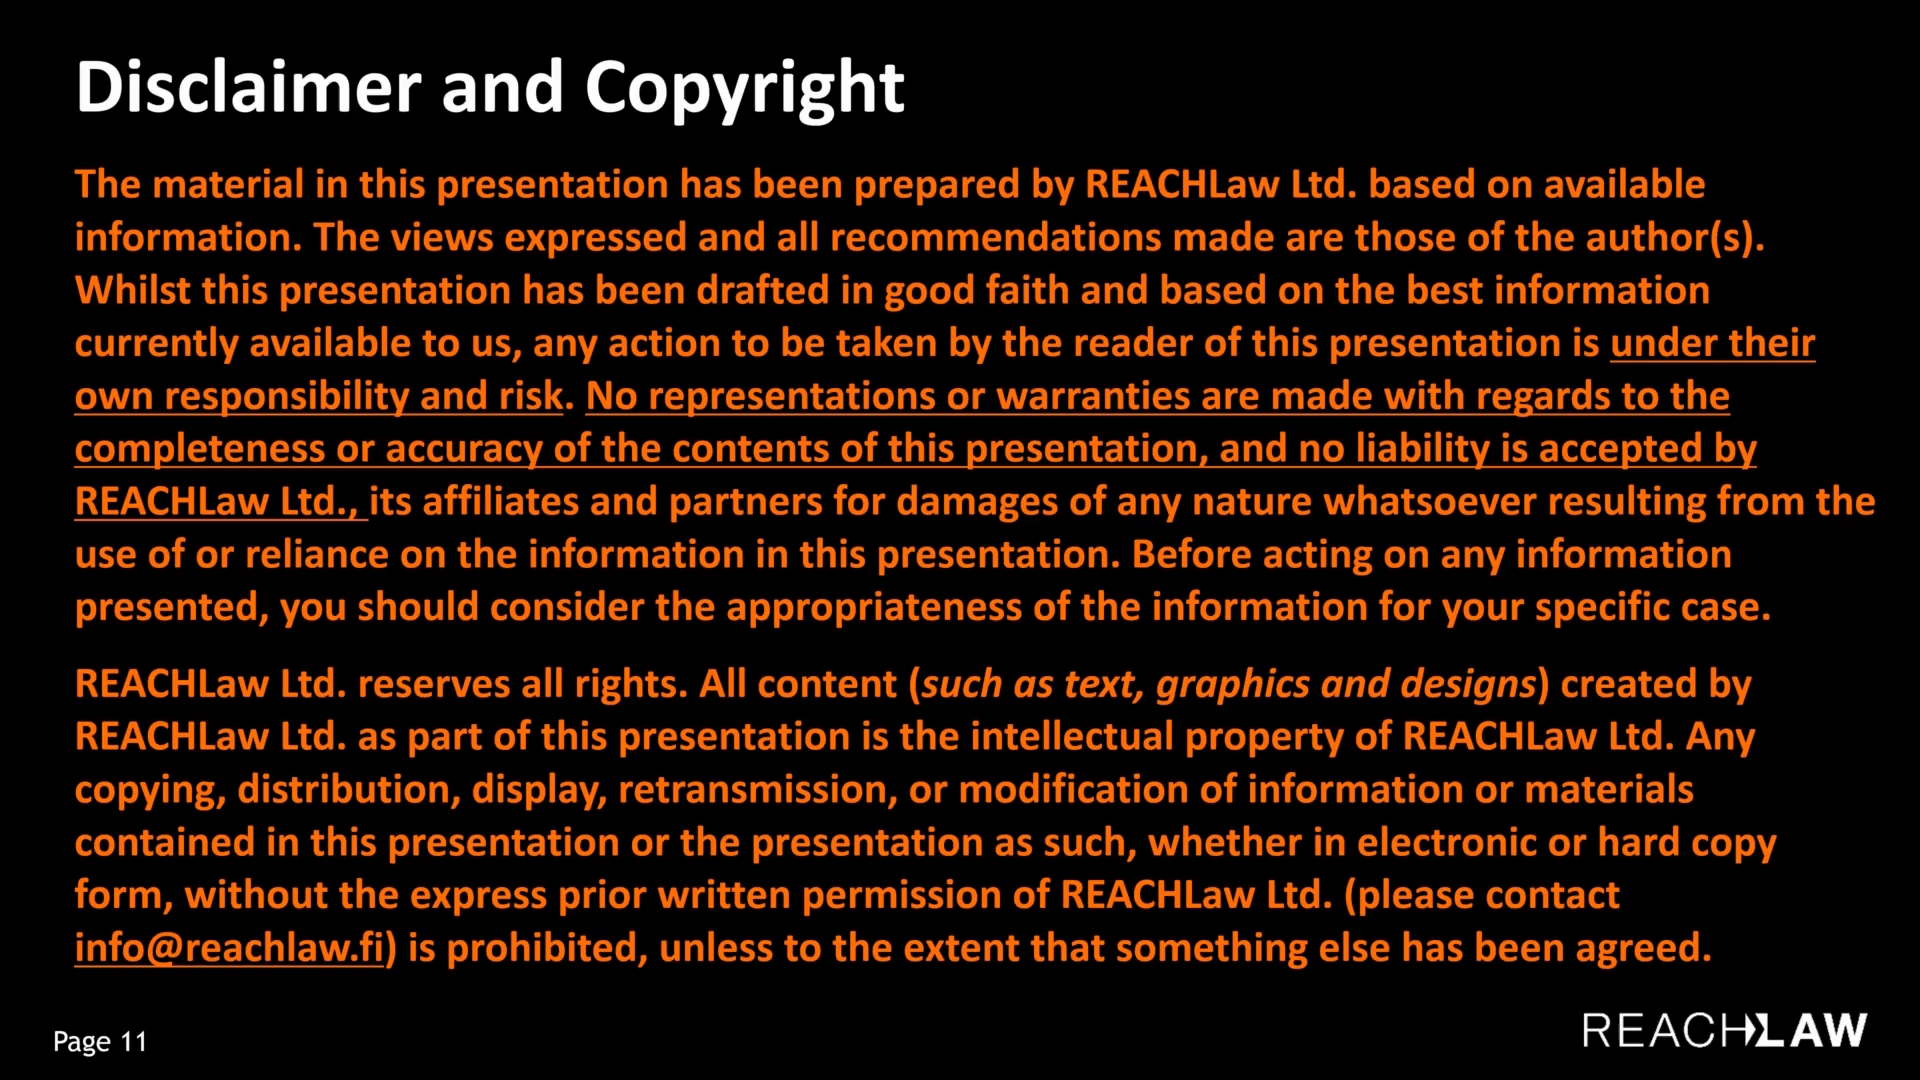 Disclaimer and Copyright
The material in this presentation has been prepared by REACHLaw Ltd. based on available
information. The views expressed and all recommendations made are those of the author(s).
Whilst this presentation has been drafted in good faith and based on the best information
currently available to us, any action to be taken by the reader of this presentation is under their
own responsibility and risk. No representations or warranties are made with regards to the
completeness or accuracy of the contents of this presentation, and no liability is accepted by
REACHLaw Ltd., its affiliates and partners for damages of any nature whatsoever resulting from the
use of or reliance on the information in this presentation. Before acting on any information
presented, you should consider the appropriateness of the information for your specific case.
REACHLaw Ltd. reserves all rights. All content (such as text, graphics and designs) created by
REACHLaw Ltd. as part of this presentation is the intellectual property of REACHLaw Ltd. Any
copying, distribution, display, retransmission, or modification of information or materials
contained in this presentation or the presentation as such, whether in electronic or hard copy
form, without the express prior written permission of REACHLaw Ltd. (please contact
info@reachlaw.fi) is prohibited, unless to the extent that something else has been agreed.
Page 11
REACHLAW